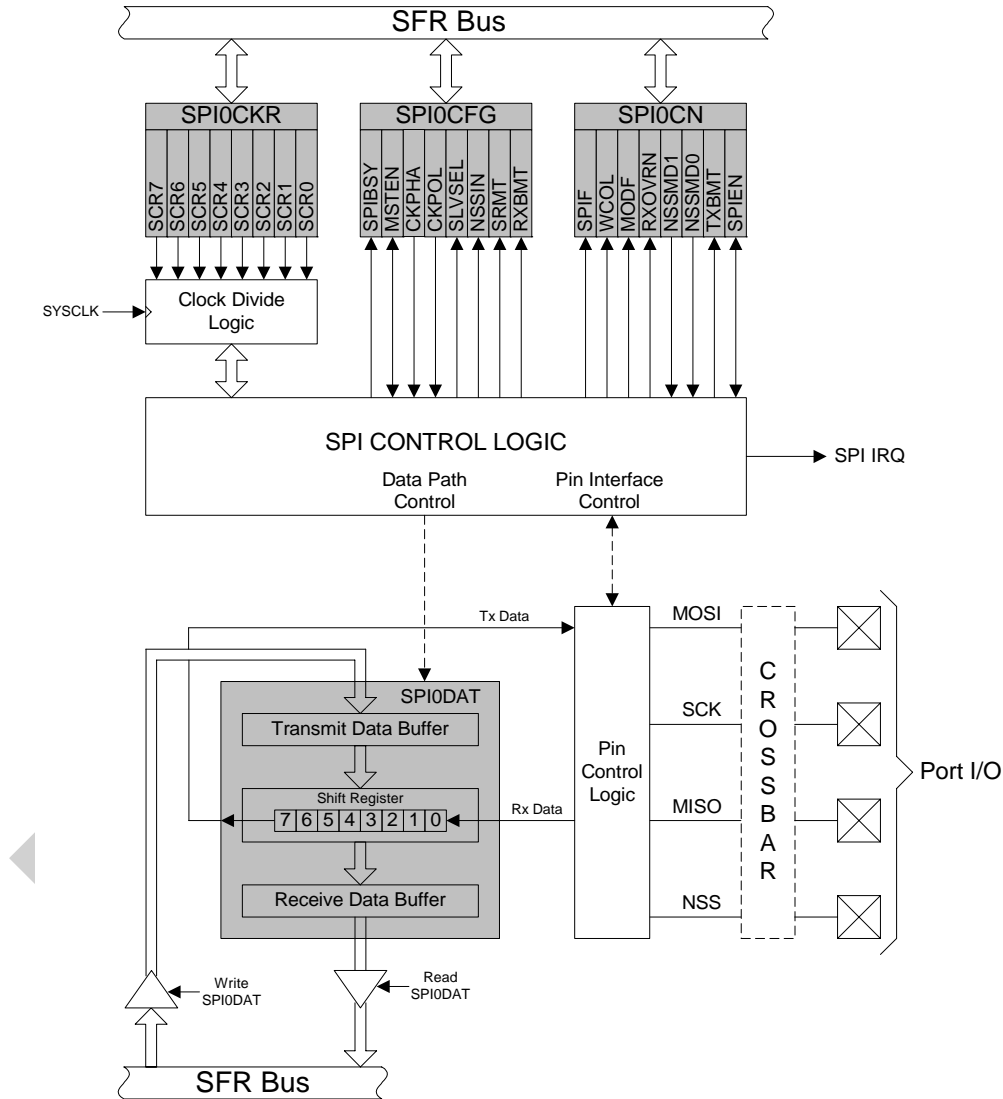 SFR Bus
SPI0CKR
SPI0CFG
SPI0CN
SCR7
SCR6
SCR5
SCR4
SCR3
SCR2
SCR1
SCR0
SPIBSY
MSTEN
CKPHA
CKPOL
SLVSEL
NSSIN
SRMT
RXBMT
SPIF
WCOL
MODF
RXOVRN
NSSMD1
NSSMD0
TXBMT
SPIEN
SYSCLK
Clock Divide
Logic
SPI CONTROL LOGIC
Data Path
Control
Pin Interface
Control
SPI IRQ
Tx Data
MOSI
SPI0DAT
Transmit Data Buffer
SCK
Shift Register
7 6 5 4 3 2 1 0
Rx Data
Pin
Control
Logic
MISO
CROSSBAR
Port I/O
Receive Data Buffer
NSS
Write
SPI0DAT
Read
SPI0DAT
SFR Bus